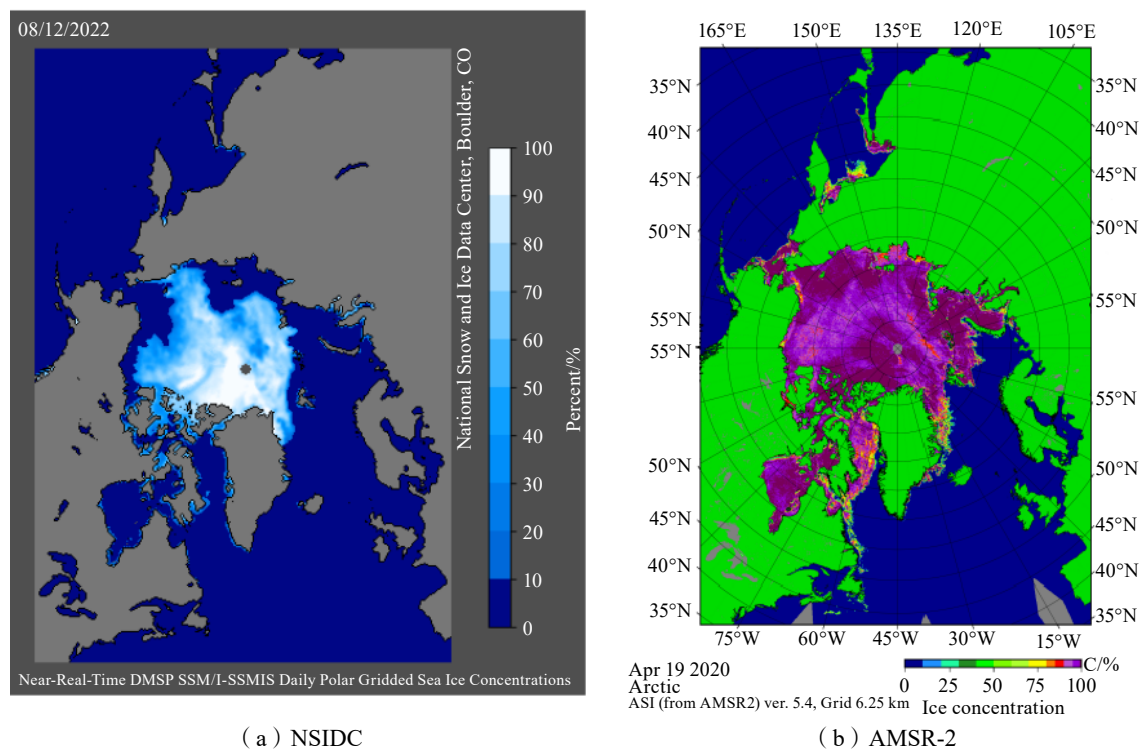 08/12/2022
National Snow and Ice Data Center, Boulder, CO
100
90
80
70
60
50
40
30
20
10
0
Percent/%
Near-Real-Time DMSP SSM/I-SSMIS Daily Polar Gridded Sea Ice Concentrations
(a) NSIDC
165°E 150°E 135°E 120°E 105°E
35°N
40°N
45°N
50°N
55°N
55°N
50°N
45°N
40°N
35°N
35°N
40°N
45°N
50°N
55°N
55°N
50°N
45°N
40°N
35°N
75°W 60°W 45°W 30°W 15°W
Apr 19 2020
Arctic
ASI (from AMSR2) ver. 5.4, Grid 6.25 km
C/%
0 25 50 75 100
Ice concentration
(b) AMSR-2